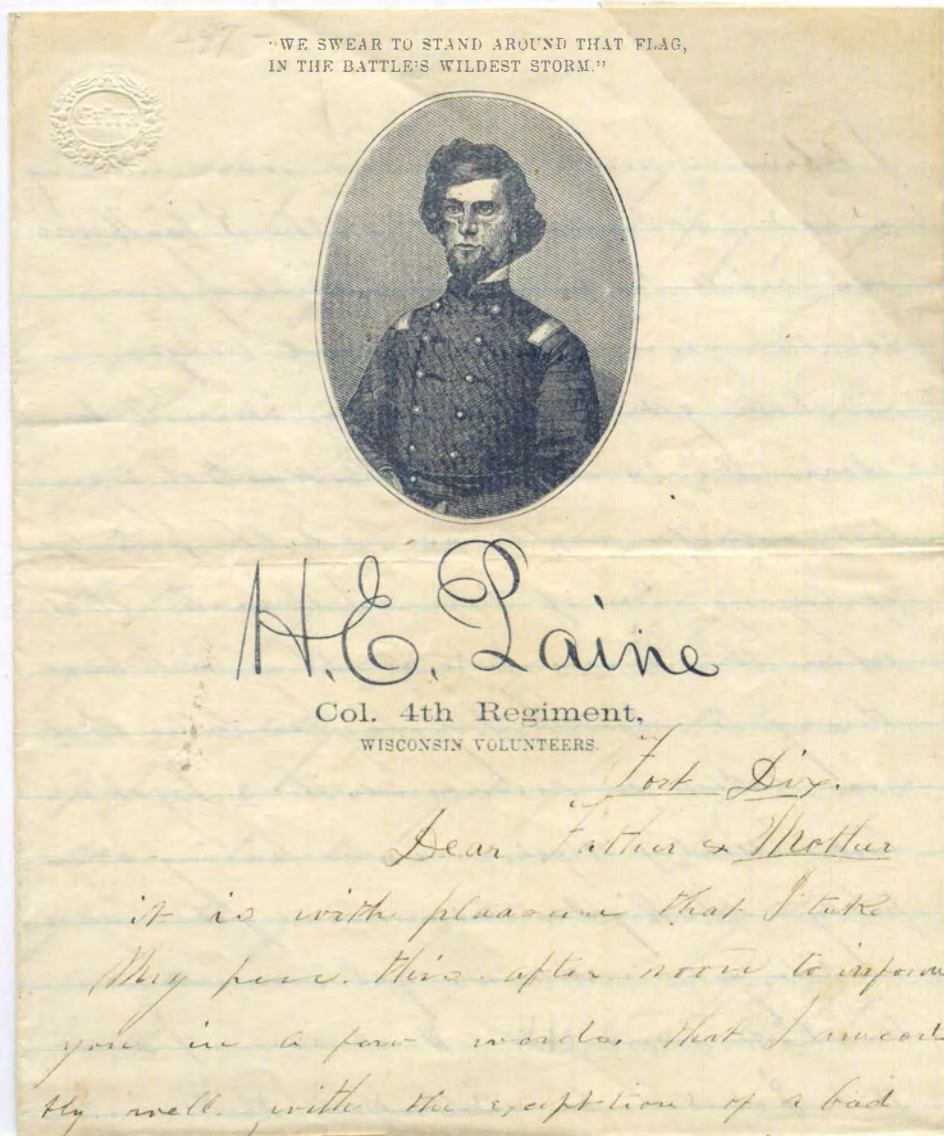 "WE SWEAR TO STAND AROUND THAT FLAG,
IN THE BATTLE'S WILDEST STORM."
H.E. Paine
Col. 4th Regiment,
WISCONSIN VOLUNTEERS.
Fort Dix.
Dear Father & Mother
it is with pleasure that I take
My pen. this after noon to inform
you in a few words. that I
tly well. with the exception of a bad